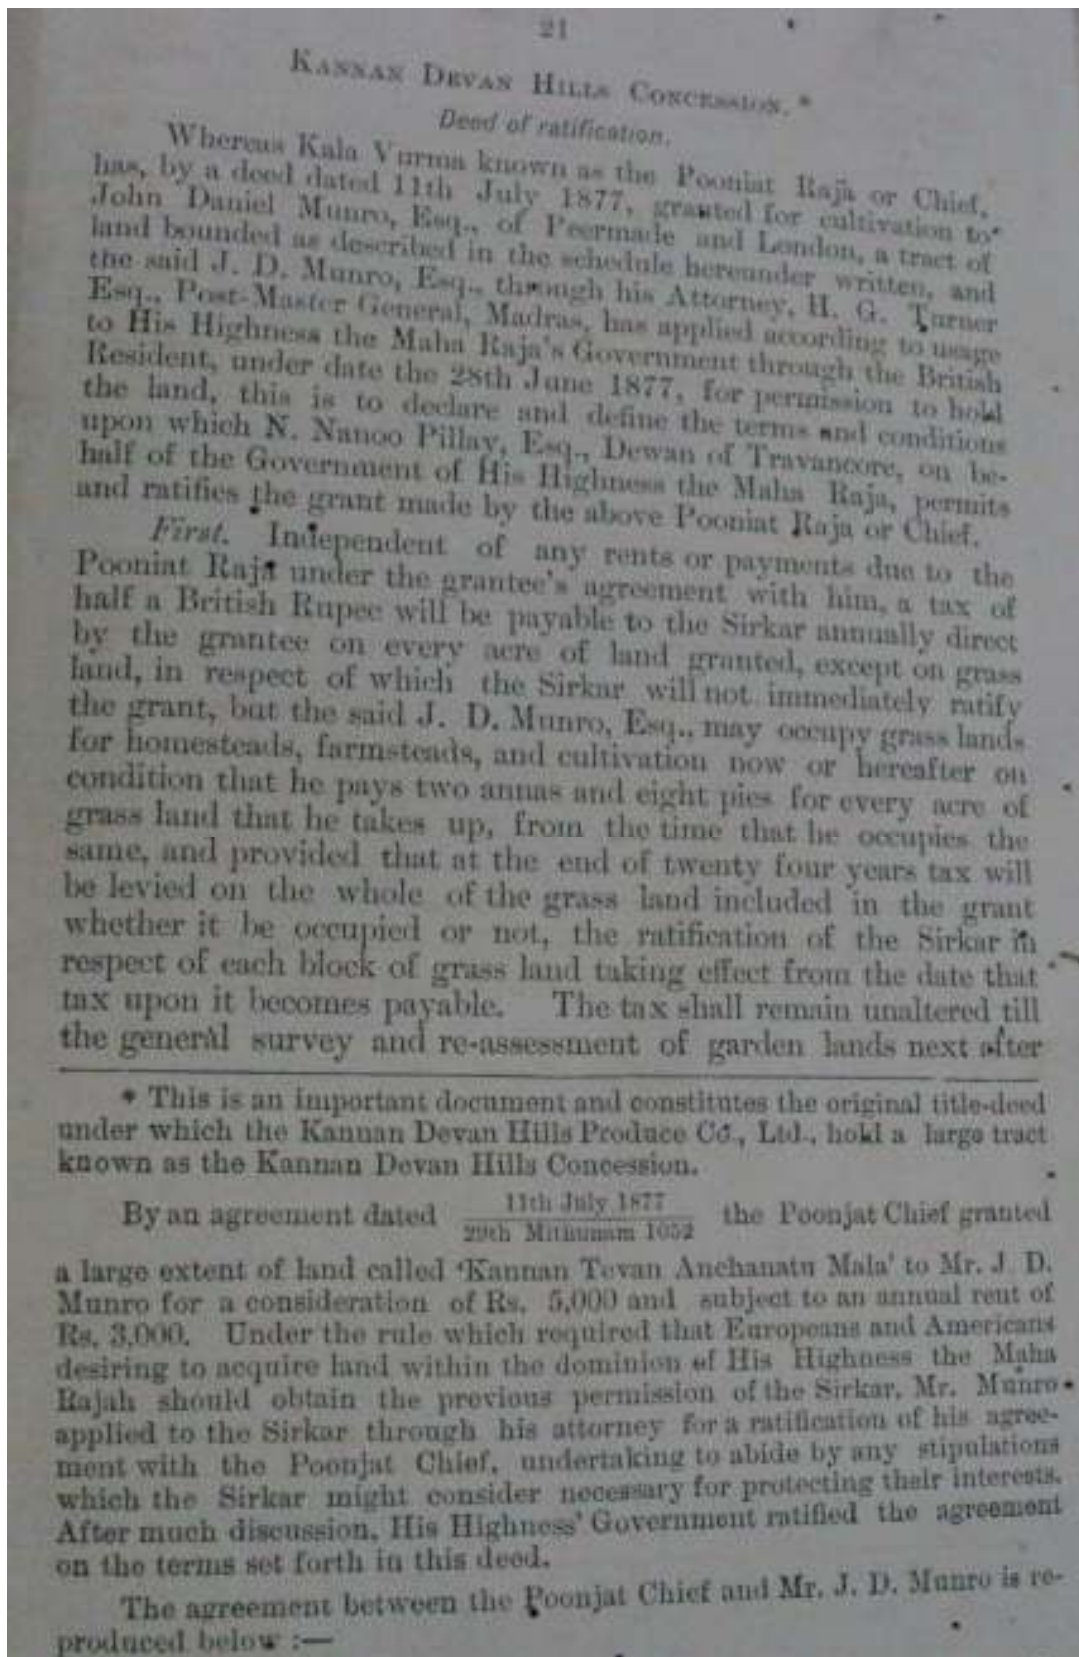 21
KANNAN DEVAN HILLS CONCESSION.*
Deed of ratification.
Whereas Kala Vurma known as the Pooniat Raja or Chief,
has, by a deed dated 11th July 1877, granted for cultivation to
John Daniel Munro, Esq., of Peermade and London, a tract of
land bounded as described in the schedule hereunder written, and
the said J. D. Munro, Esq., through his Attorney, H. G. Turner
Esq., Post-Master General, Madras, has applied according to usage
to His Highness the Maha Raja's Government through the British
Resident, under date the 28th June 1877, for permission to hold
the land, this is to declare and define the terms and conditions
upon which N. Nanoo Pillay, Esq., Dewan of Travancore, on be-
half of the Government of His Highness the Maha Raja, permits
and ratifies the grant made by the above Pooniat Raja or Chief.
First. Independent of any rents or payments due to the
Pooniat Raja under the grantee's agreement with him, a tax of
half a British Rupee will be payable to the Sirkar annually direct
by the grantee on every acre of land granted, except on grass
land, in respect of which the Sirkar will not immediately ratify
the grant, but the said J. D. Munro, Esq., may occupy grass lands
for homesteads, farmsteads, and cultivation now or hereafter on
condition that he pays two annas and eight pies for every acre of
grass land that he takes up, from the time that he occupies the
same, and provided that at the end of twenty four years tax will
be levied on the whole of the grass land included in the grant
whether it be occupied or not, the ratification of the Sirkar in
respect of each block of grass land taking effect from the date that
tax upon it becomes payable. The tax shall remain unaltered till
the general survey and re-assessment of garden lands next after
* This is an important document and constitutes the original title-deed
under which the Kannan Devan Hills Produce Co., Ltd., hold a large tract
known as the Kannan Devan Hills Concession.
By an agreement dated 11th July 1877 / 29th Mithunam 1052 the Poonjat Chief granted
a large extent of land called 'Kannan Tevan Anchanatu Mala' to Mr. J. D.
Munro for a consideration of Rs. 5,000 and subject to an annual rent of
Rs. 3,000. Under the rule which required that Europeans and Americans
desiring to acquire land within the dominion of His Highness the Maha
Rajah should obtain the previous permission of the Sirkar, Mr. Munro
applied to the Sirkar through his attorney for a ratification of his agree-
ment with the Poonjat Chief, undertaking to abide by any stipulations
which the Sirkar might consider necessary for protecting their interests.
After much discussion, His Highness' Government ratified the agreement
on the terms set forth in this deed.
The agreement between the Poonjat Chief and Mr. J. D. Munro is re-
produced below :—